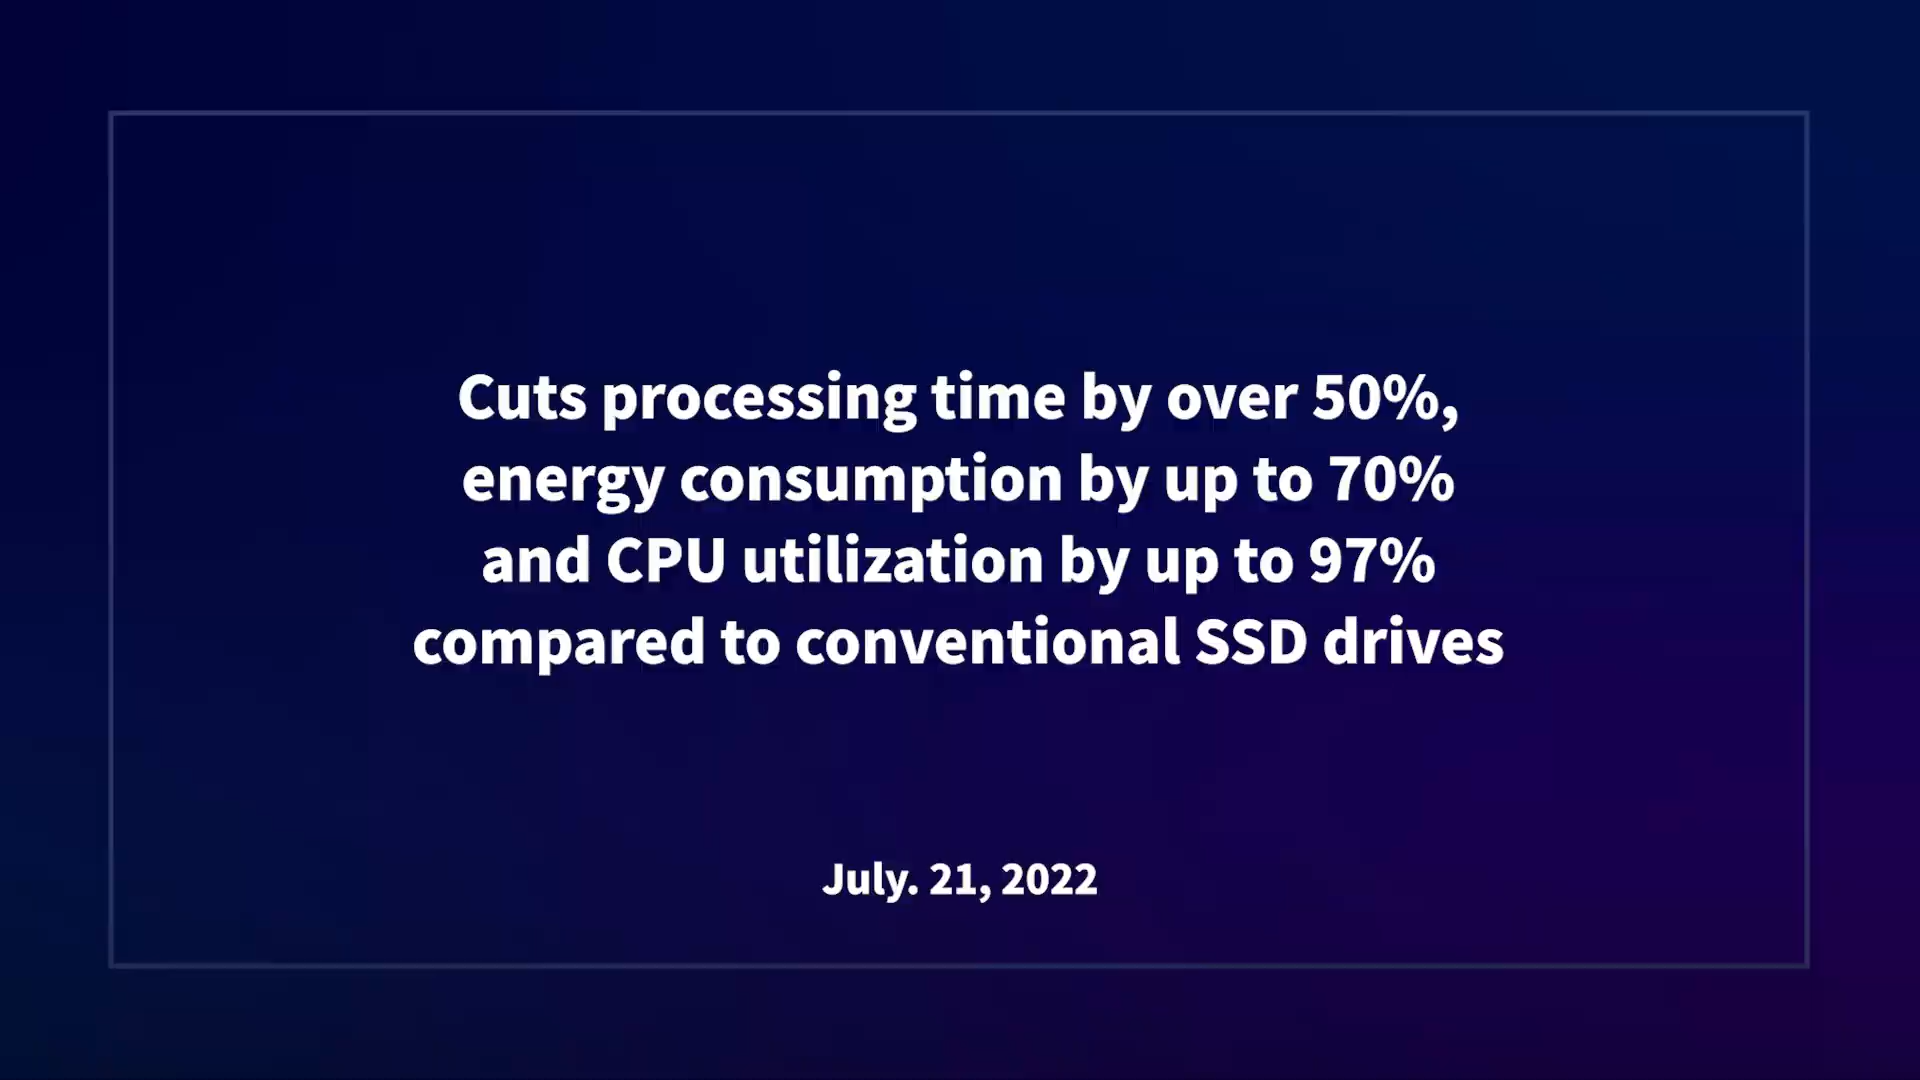 Cuts processing time by over 50%,
energy consumption by up to 70%
and CPU utilization by up to 97%
compared to conventional SSD drives
July. 21, 2022